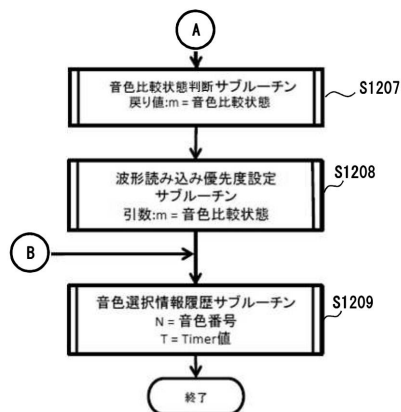 A
音色比較状態判断サブルーチン
戻り値:m = 音色比較状態
S1207
波形読み込み優先度設定
サブルーチン
引数:m = 音色比較状態
S1208
B
音色選択情報履歴サブルーチン
N = 音色番号
T = Timer値
S1209
終了